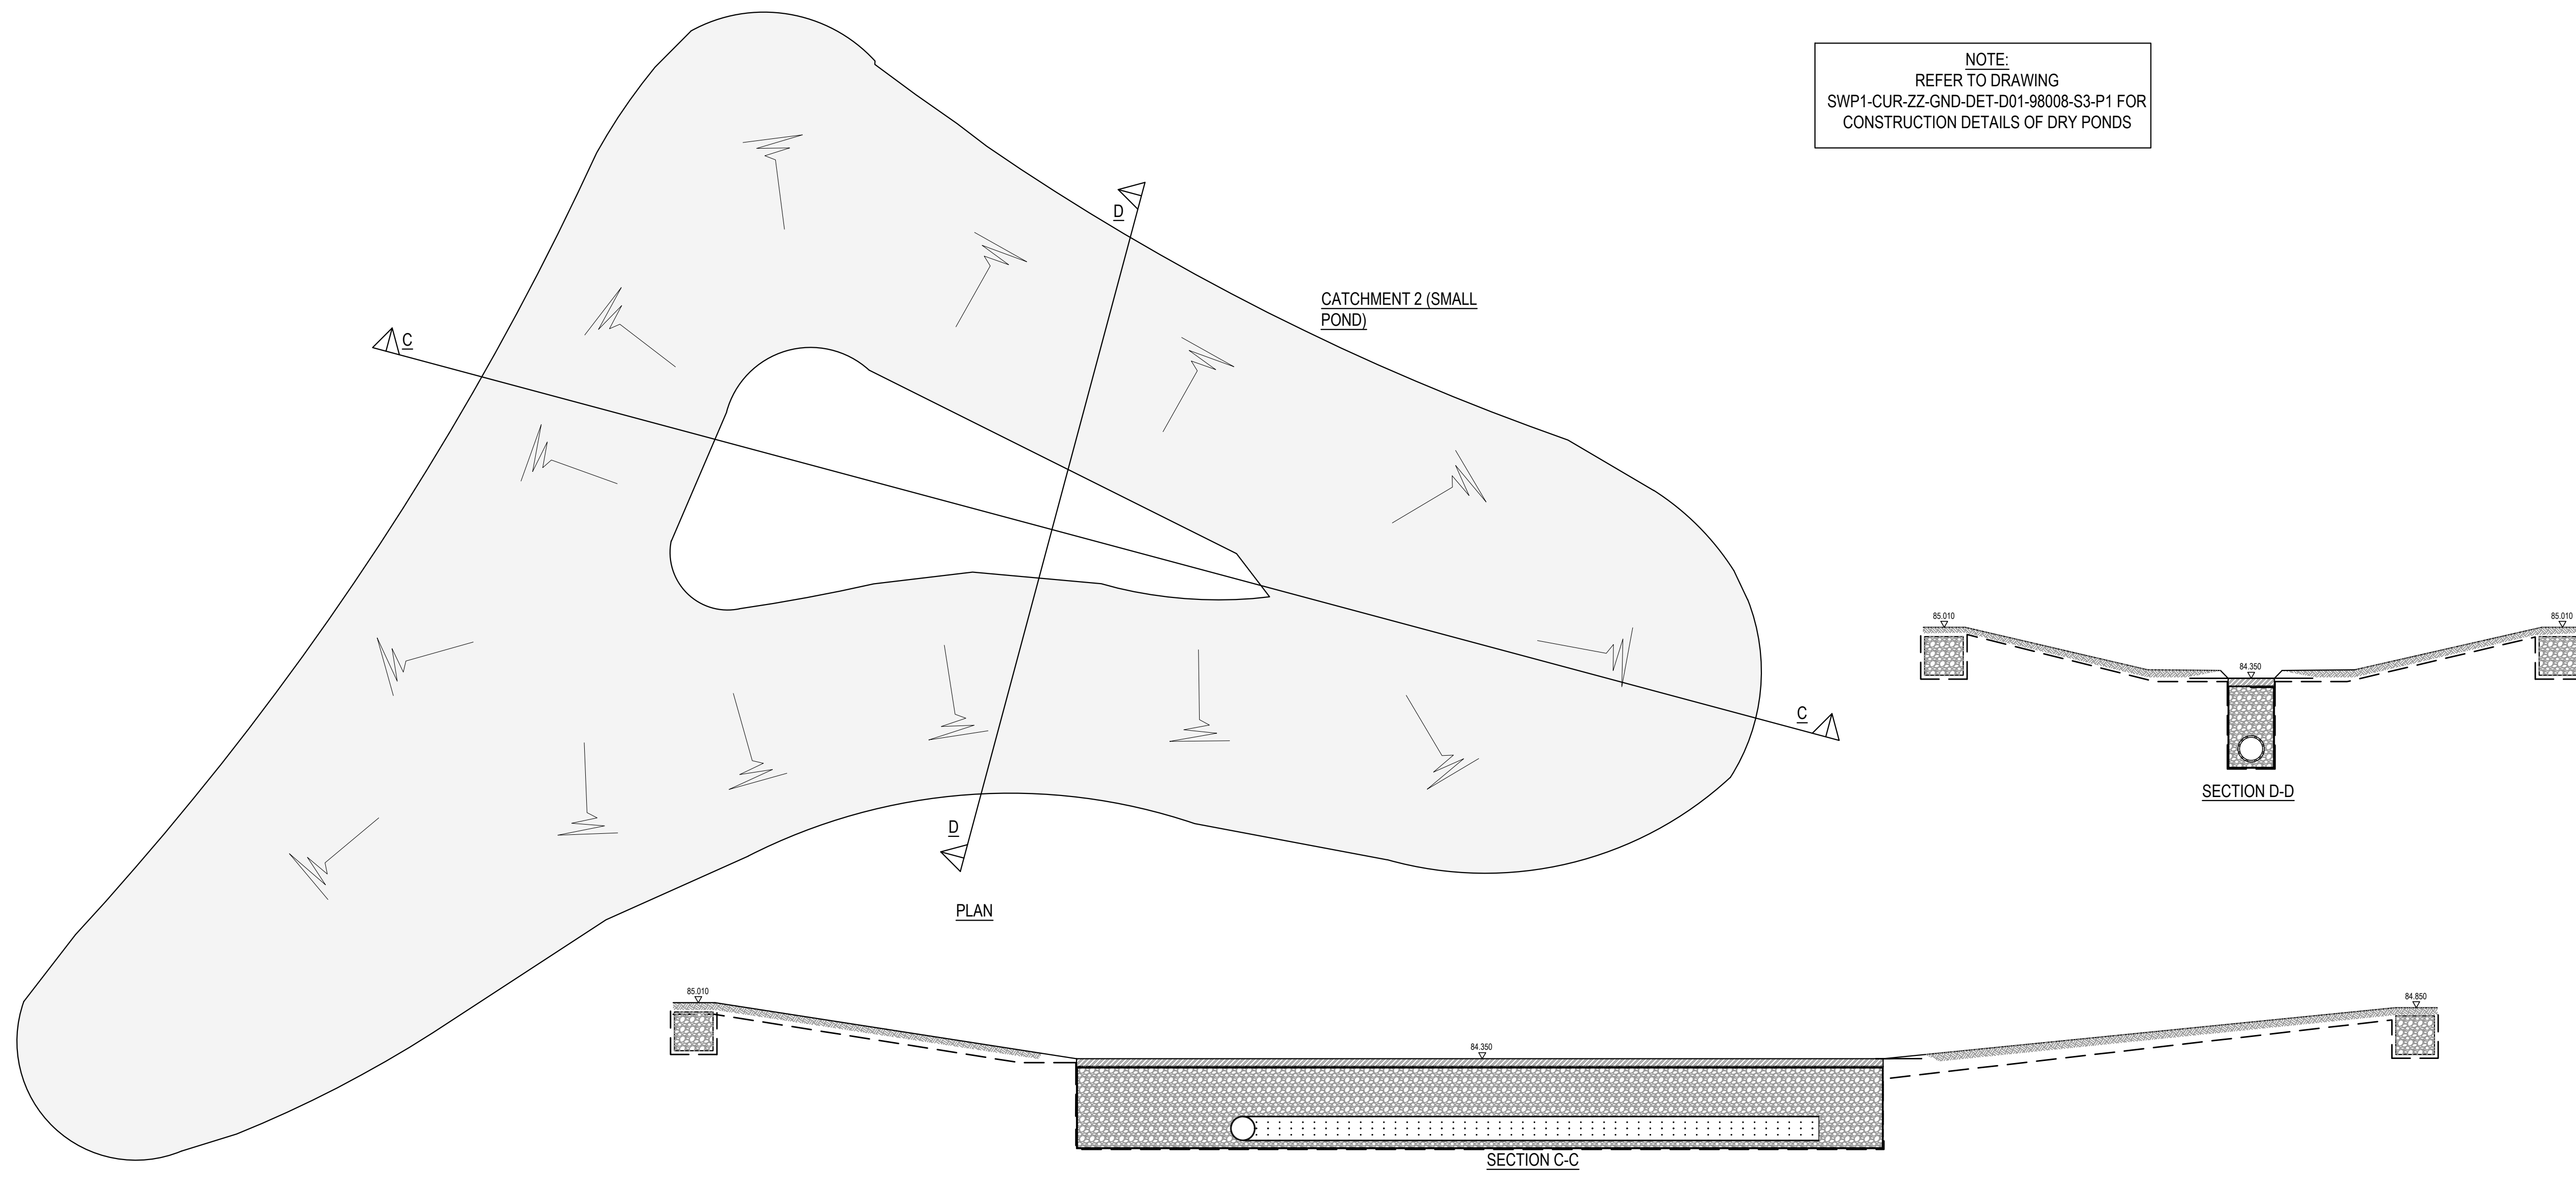 NOTE:
REFER TO DRAWING
SWP1-CUR-ZZ-GND-DET-D01-98008-S3-P1 FOR
CONSTRUCTION DETAILS OF DRY PONDS
D
CATCHMENT 2 (SMALL
POND)
C
C
D
PLAN
85.010
85.010
84.350
SECTION D-D
85.010
84.350
84.850
SECTION C-C